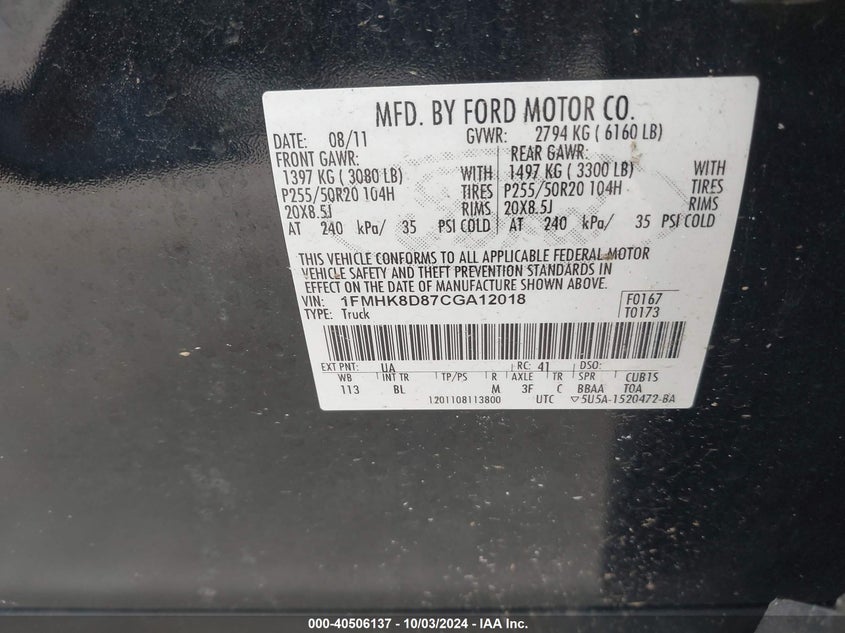 MFD. BY FORD MOTOR CO.
DATE: 08/11 GVWR: 2794 KG ( 6160 LB)
FRONT GAWR: REAR GAWR:
1397 KG ( 3080 LB) WITH 1497 KG ( 3300 LB) WITH
P255/50R20 104H TIRES P255/50R20 104H TIRES
20X8.5J RIMS 20X8.5J RIMS
AT 240 kPa/ 35 PSI COLD AT 240 kPa/ 35 PSI COLD
THIS VEHICLE CONFORMS TO ALL APPLICABLE FEDERAL MOTOR
VEHICLE SAFETY AND THEFT PREVENTION STANDARDS IN
EFFECT ON THE DATE OF MANUFACTURE SHOWN ABOVE.
VIN: 1FMHK8D87CGA12018 F0167
TYPE: Truck T0173
EXT PNT: UA RC: 41 DSO:
WB INT TR TP/PS R AXLE TR SPR CUB1S
113 BL M 3F C BBAA TOA
1201108113800 UTC ▽5U5A-1520472-BA
000-40506137 - 10/03/2024 - IAA Inc.